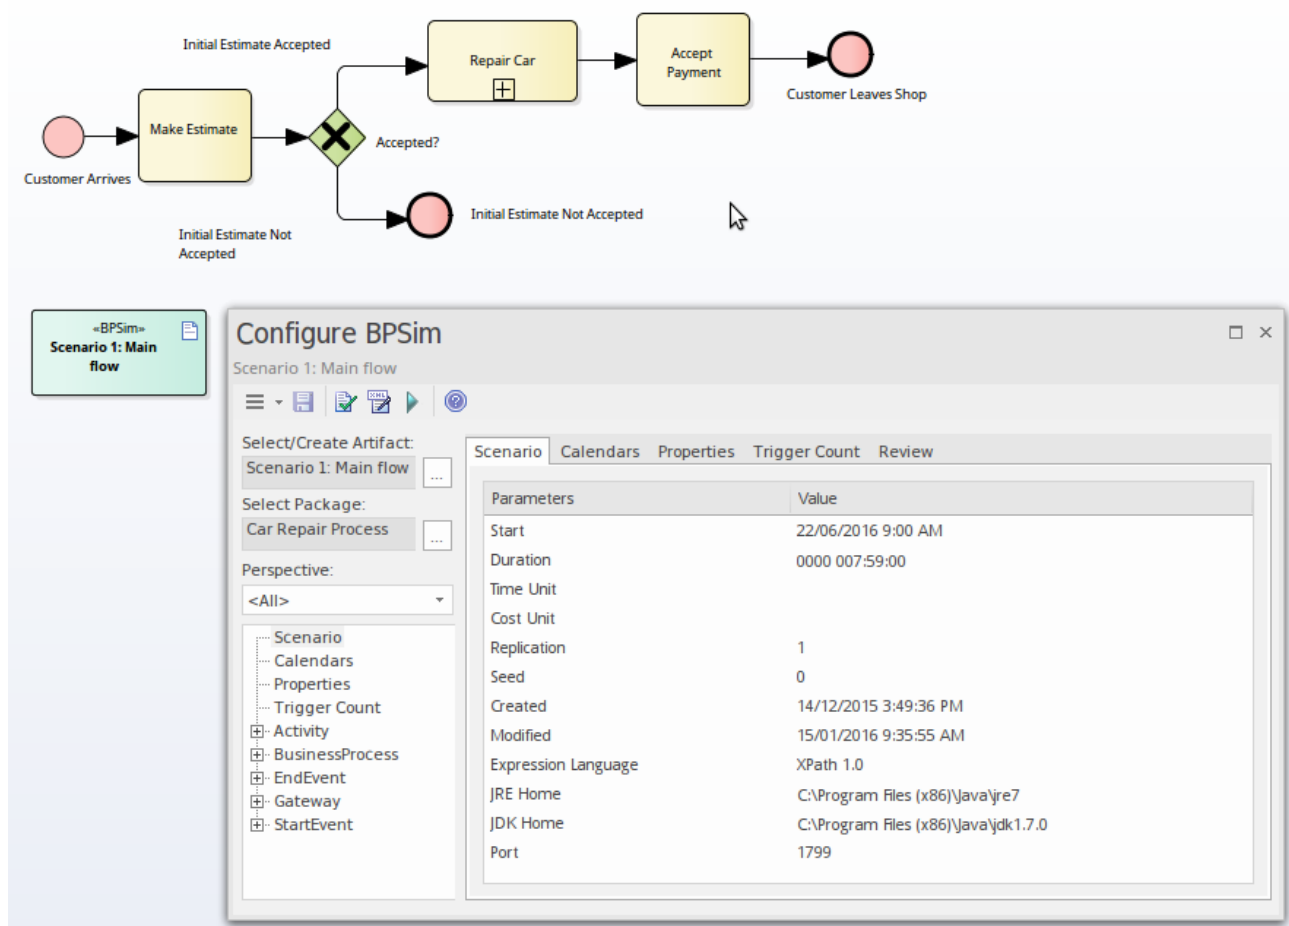 Initial Estimate Accepted
Repair Car
Accept
Payment
Customer Leaves Shop
Make Estimate
Accepted?
Customer Arrives
Initial Estimate Not Accepted
Initial Estimate Not
Accepted
«BPSim»
Scenario 1: Main
flow
Configure BPSim
Scenario 1: Main flow
XML
Select/Create Artifact:
Scenario 1: Main flow
...
Select Package:
Car Repair Process
...
Perspective:
<All>
Scenario
Calendars
Properties
Trigger Count
Activity
BusinessProcess
EndEvent
Gateway
StartEvent
Scenario Calendars Properties Trigger Count Review
Parameters Value
Start 22/06/2016 9:00 AM
Duration 0000 007:59:00
Time Unit
Cost Unit
Replication 1
Seed 0
Created 14/12/2015 3:49:36 PM
Modified 15/01/2016 9:35:55 AM
Expression Language XPath 1.0
JRE Home C:\Program Files (x86)\Java\jre7
JDK Home C:\Program Files (x86)\Java\jdk1.7.0
Port 1799